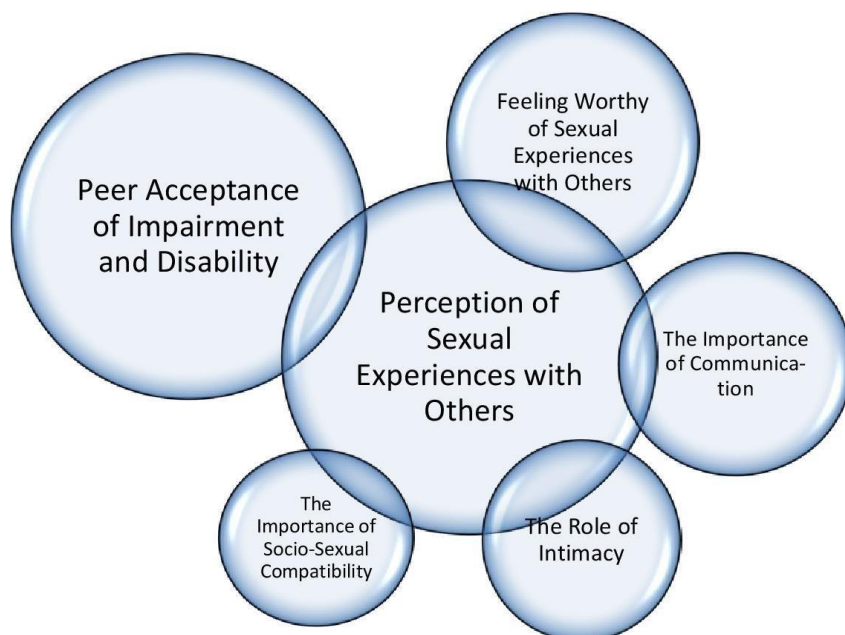 Feeling Worthy
of Sexual
Experiences
with Others
Peer Acceptance
of Impairment
and Disability
Perception of
Sexual
Experiences with
Others
The Importance
of Communica-
tion
The
Importance of
Socio-Sexual
Compatibility
The Role of
Intimacy